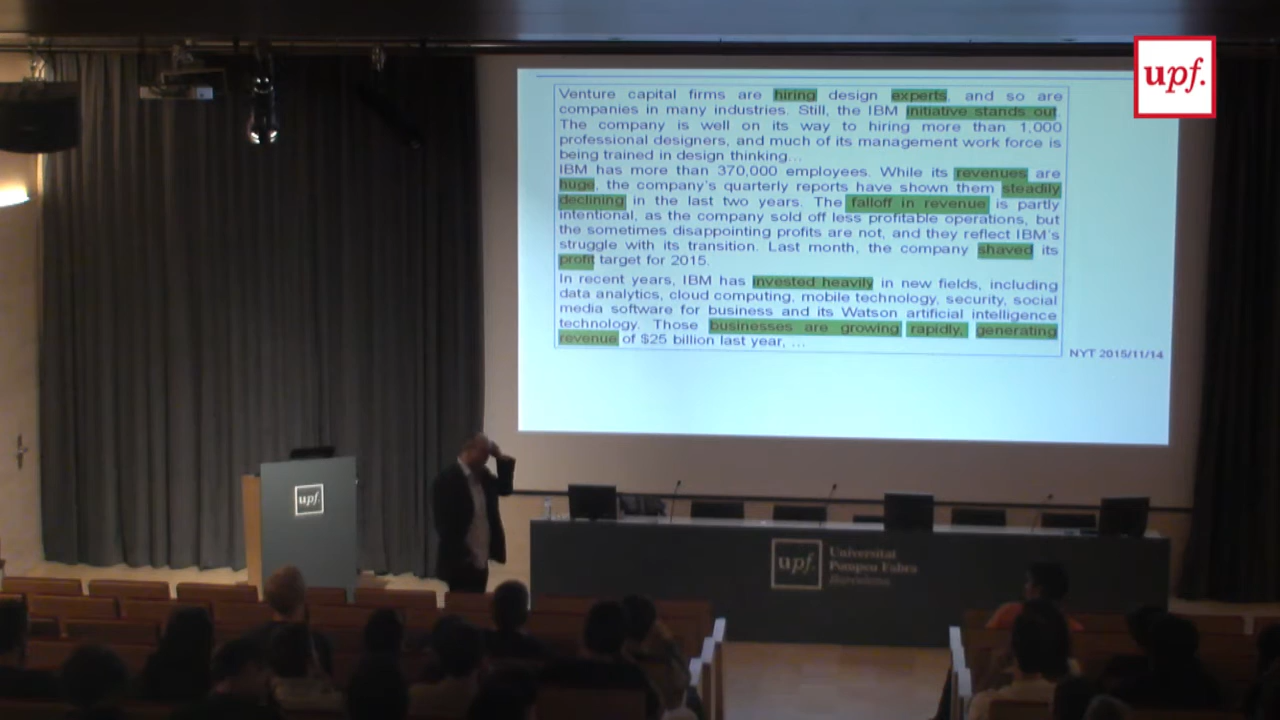 upf.
Venture capital firms are hiring design experts, and so are
companies in many industries. Still, the IBM initiative stands out.
The company is well on its way to hiring more than 1,000
professional designers, and much of its management work force is
being trained in design thinking...
IBM has more than 370,000 employees. While its revenues are
huge, the company's quarterly reports have shown them steadily
declining in the last two years. The falloff in revenue is partly
intentional, as the company sold off less profitable operations, but
the sometimes disappointing profits are not, and they reflect IBM's
struggle with its transition. Last month, the company shaved its
profit target for 2015.
In recent years, IBM has invested heavily in new fields, including
data analytics, cloud computing, mobile technology, security, social
media software for business and its Watson artificial intelligence
technology. Those businesses are growing rapidly, generating
revenue of $25 billion last year, ...
NYT 2015/11/14
upf.
upf.
Universitat
Pompeu Fabra
Barcelona